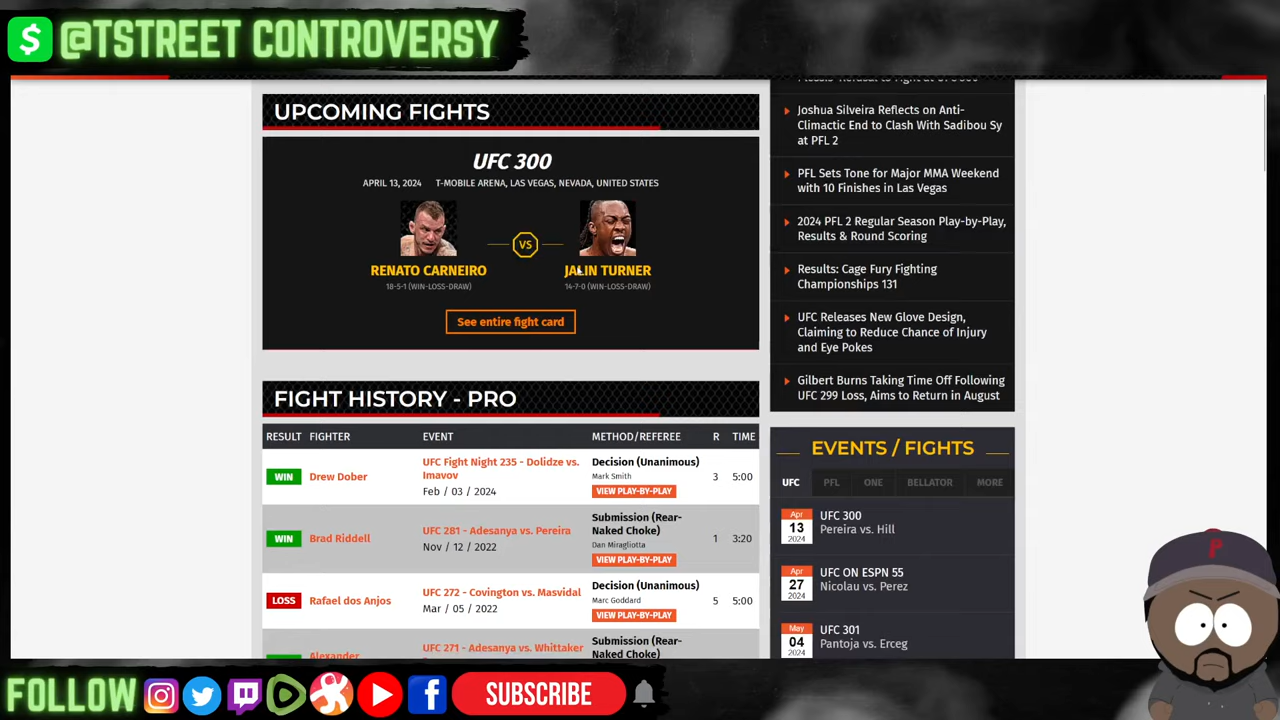 $ @TSTREET CONTROVERSY
UPCOMING FIGHTS
UFC 300
APRIL 13, 2024 T-MOBILE ARENA, LAS VEGAS, NEVADA, UNITED STATES
VS
RENATO CARNEIRO JALIN TURNER
18-5-1 (WIN-LOSS-DRAW) 14-7-0 (WIN-LOSS-DRAW)
See entire fight card
FIGHT HISTORY - PRO
RESULT FIGHTER EVENT METHOD/REFEREE R TIME
WIN Drew Dober UFC Fight Night 235 - Dolidze vs.
Imavov
Feb / 03 / 2024
Decision (Unanimous)
Mark Smith
VIEW PLAY-BY-PLAY
3 5:00
WIN Brad Riddell UFC 281 - Adesanya vs. Pereira
Nov / 12 / 2022
Submission (Rear-
Naked Choke)
Dan Miragliotta
VIEW PLAY-BY-PLAY
1 3:20
LOSS Rafael dos Anjos UFC 272 - Covington vs. Masvidal
Mar / 05 / 2022
Decision (Unanimous)
Marc Goddard
VIEW PLAY-BY-PLAY
5 5:00
Alexander UFC 271 - Adesanya vs. Whittaker
Submission (Rear-
Naked Choke)
Joshua Silveira Reflects on Anti-
Climactic End to Clash With Sadibou Sy
at PFL 2
PFL Sets Tone for Major MMA Weekend
with 10 Finishes in Las Vegas
2024 PFL 2 Regular Season Play-by-Play,
Results & Round Scoring
Results: Cage Fury Fighting
Championships 131
UFC Releases New Glove Design,
Claiming to Reduce Chance of Injury
and Eye Pokes
Gilbert Burns Taking Time Off Following
UFC 299 Loss, Aims to Return in August
EVENTS / FIGHTS
UFC PFL ONE BELLATOR MORE
Apr
13
2024
UFC 300
Pereira vs. Hill
Apr
27
2024
UFC ON ESPN 55
Nicolau vs. Perez
May
04
2024
UFC 301
Pantoja vs. Erceg
FOLLOW
SUBSCRIBE